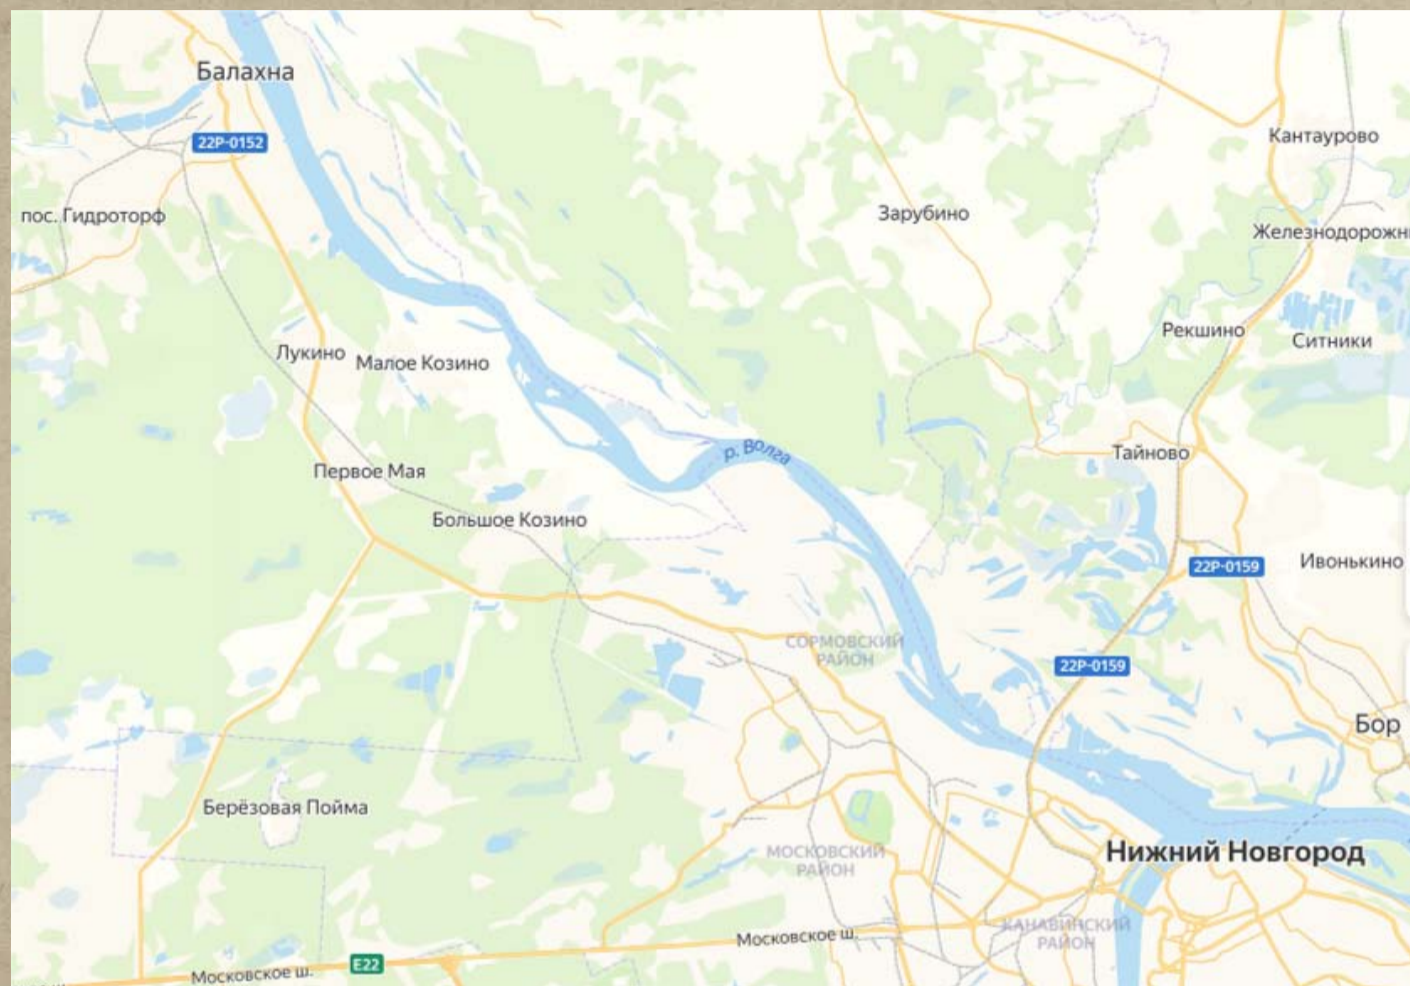 Балахна
22Р-0152
Кантаурово
пос. Гидроторф
Зарубино
Железнодорожн
Рекшино
Ситники
Лукино
Малое Козино
р. Волга
Тайново
Первое Мая
Большое Козино
22Р-0159
Ивонькино
СОРМОВСКИЙ
РАЙОН
22Р-0159
Бор
Берёзовая Пойма
Нижний Новгород
МОСКОВСКИЙ
РАЙОН
КАНАВИНСКИЙ
РАЙОН
Московское ш.
E22
Московское ш.